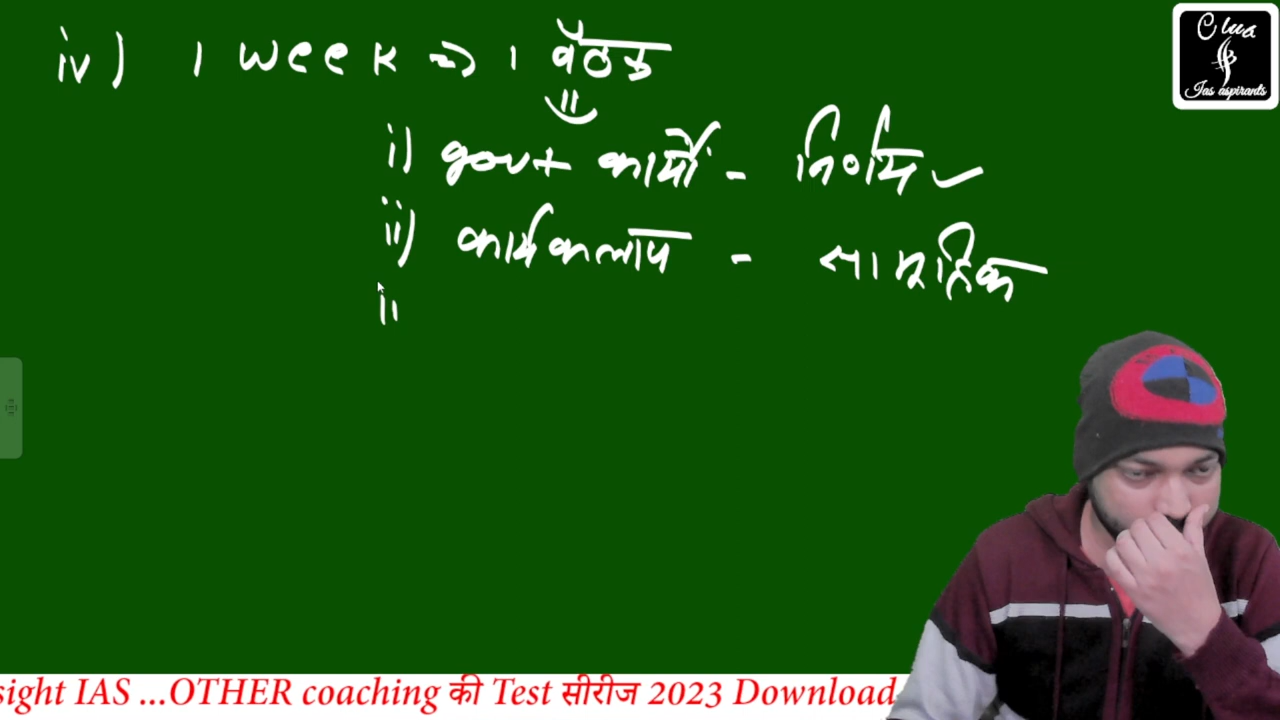 iv) 1 week ⇒ 1 बैठक
i) govt कार्यों - निर्णय ✓
ii) कार्यकलाप - सामूहिक
ii
Clua
Ias aspirants
sight IAS ...OTHER coaching की Test सीरीज 2023 Download